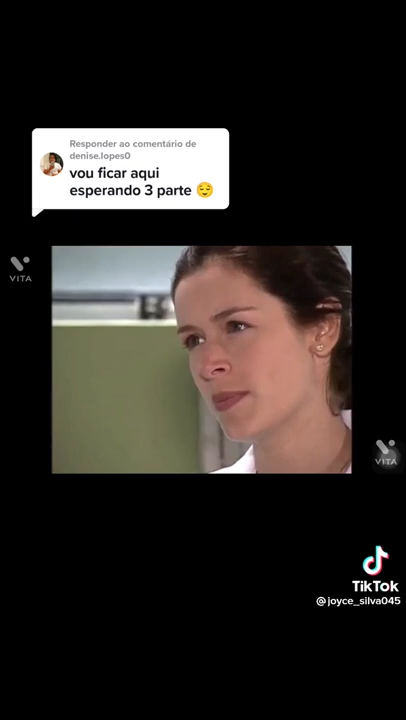 Responder ao comentário de
denise.lopes0
vou ficar aqui
esperando 3 parte 😌
VITA
VITA
TikTok
@joyce_silva045